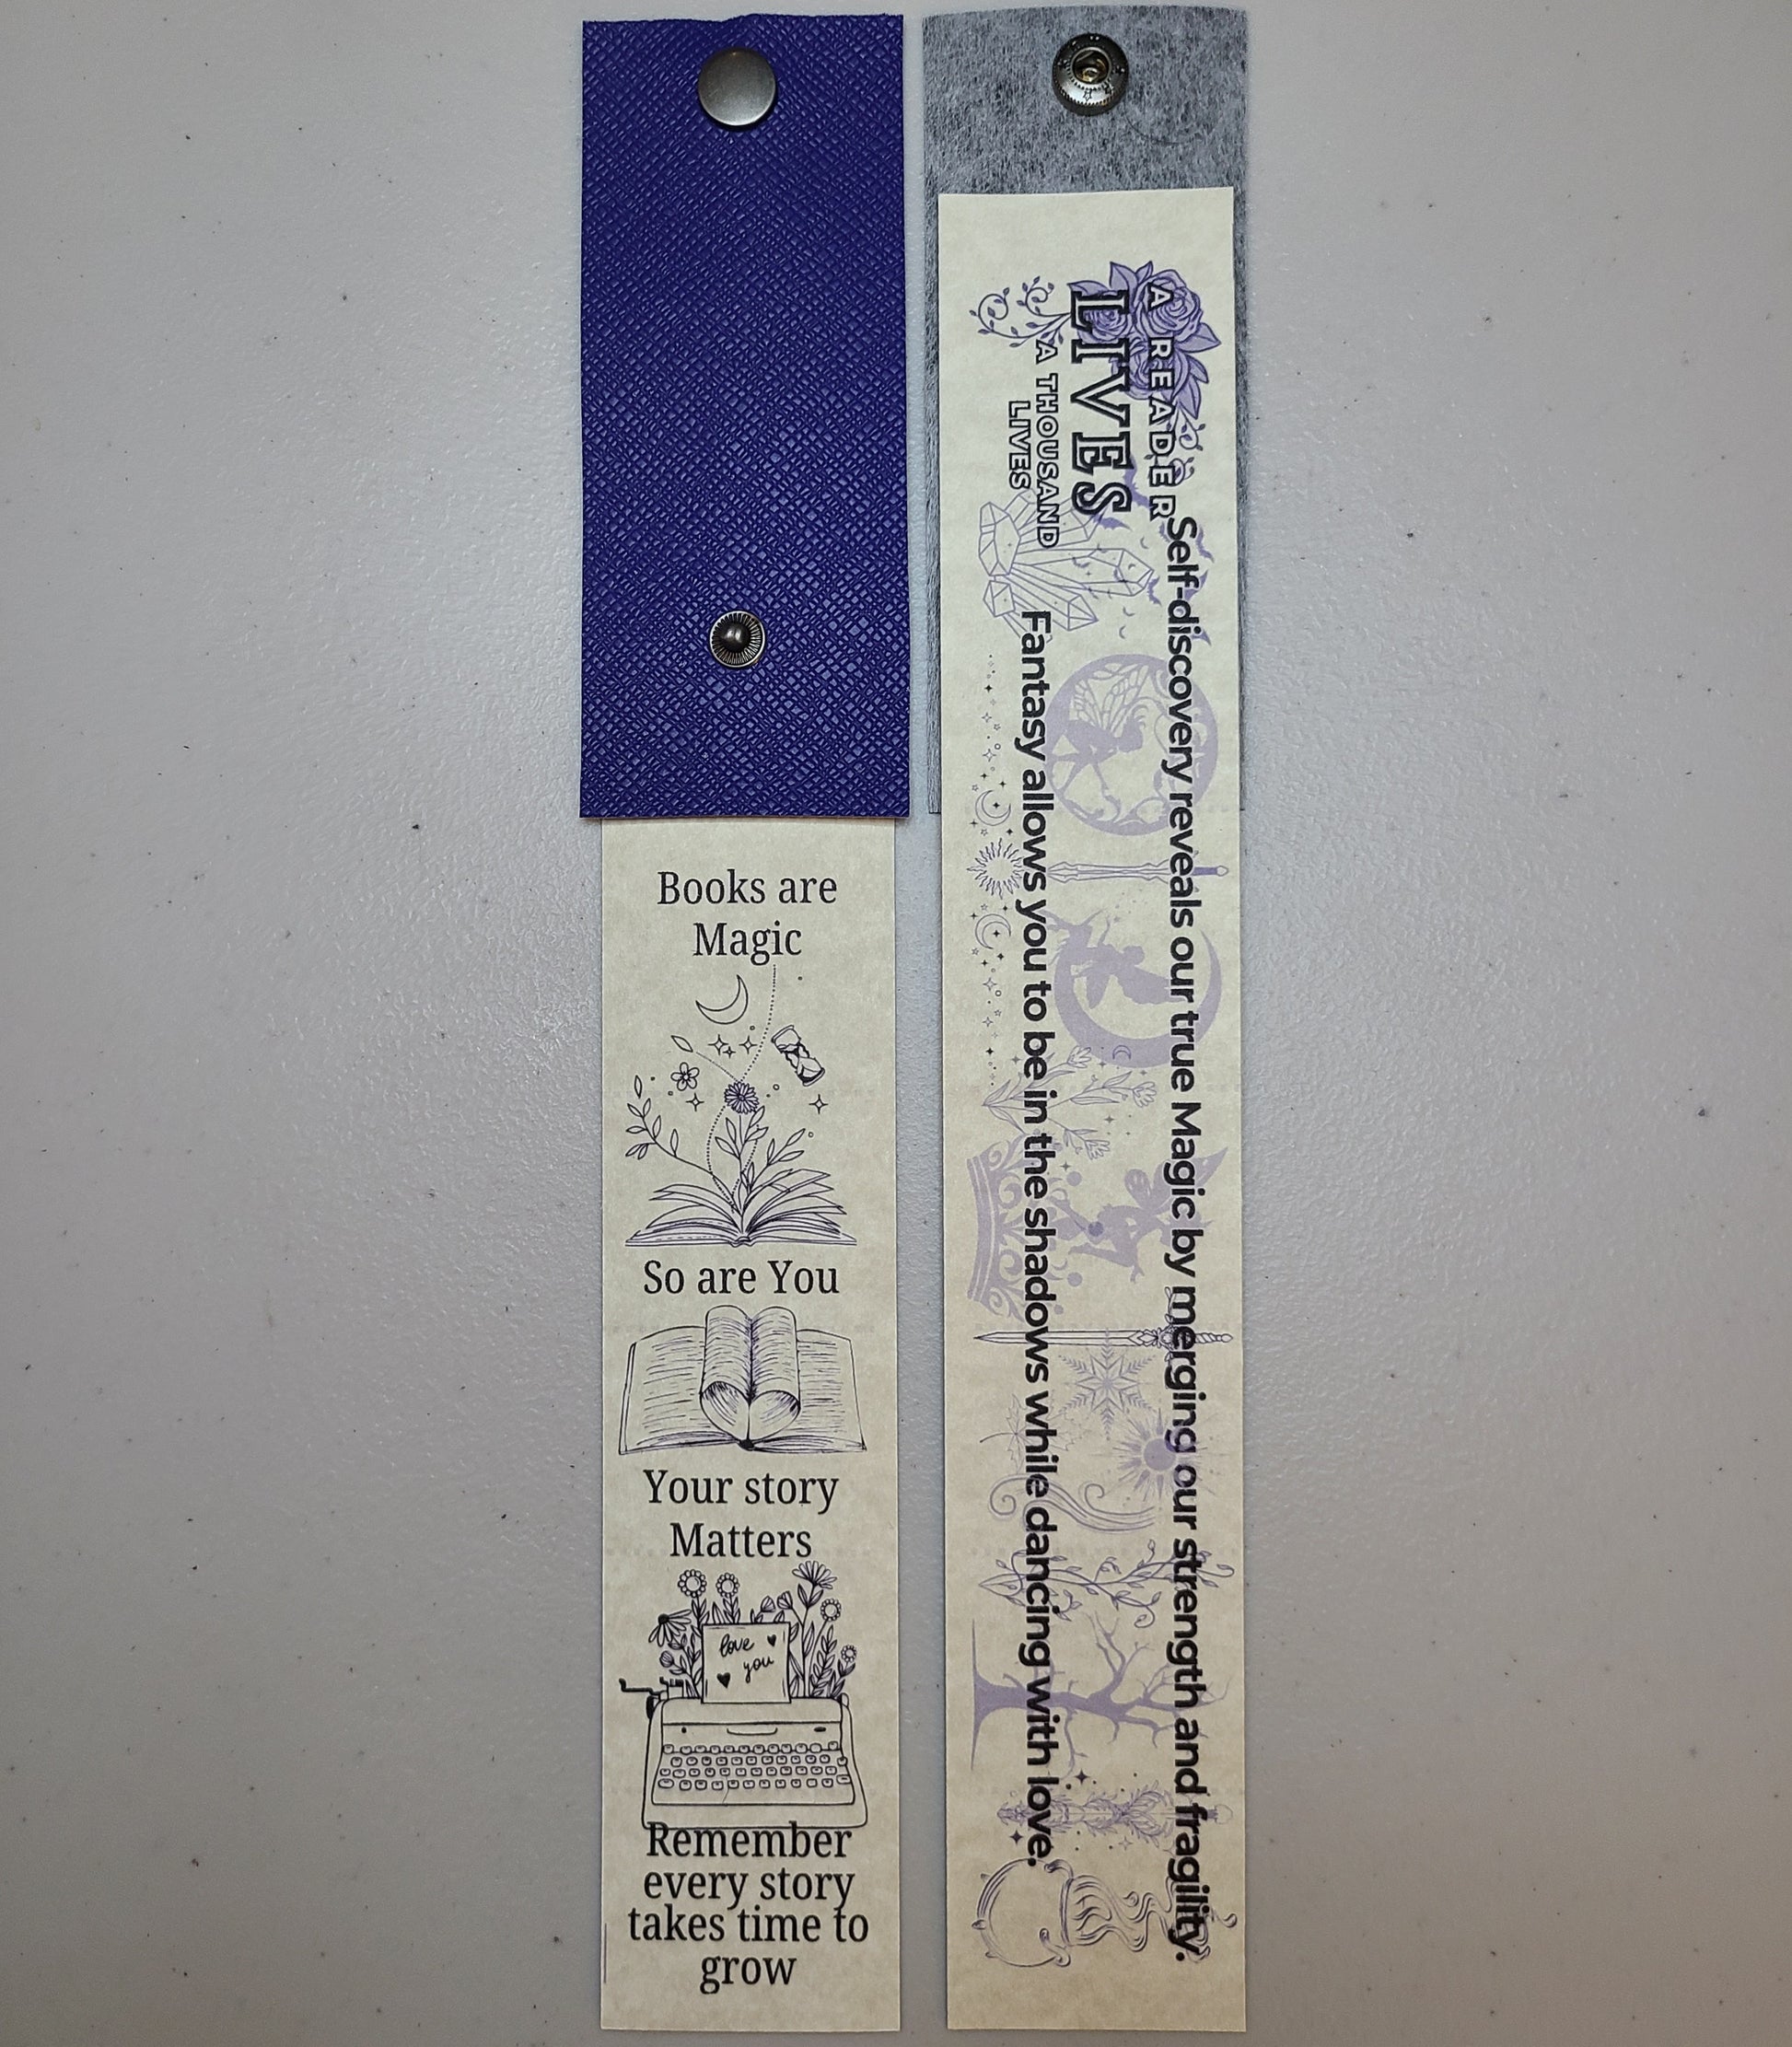 Books are
Magic
So are You
Your story
Matters
love
you
Remember
every story
takes time to
grow
A READER
LIVES
A THOUSAND
LIVES
Self-discovery reveals our true Magic by merging our strength and fragility.
Fantasy allows you to be in the shadows while dancing with love.